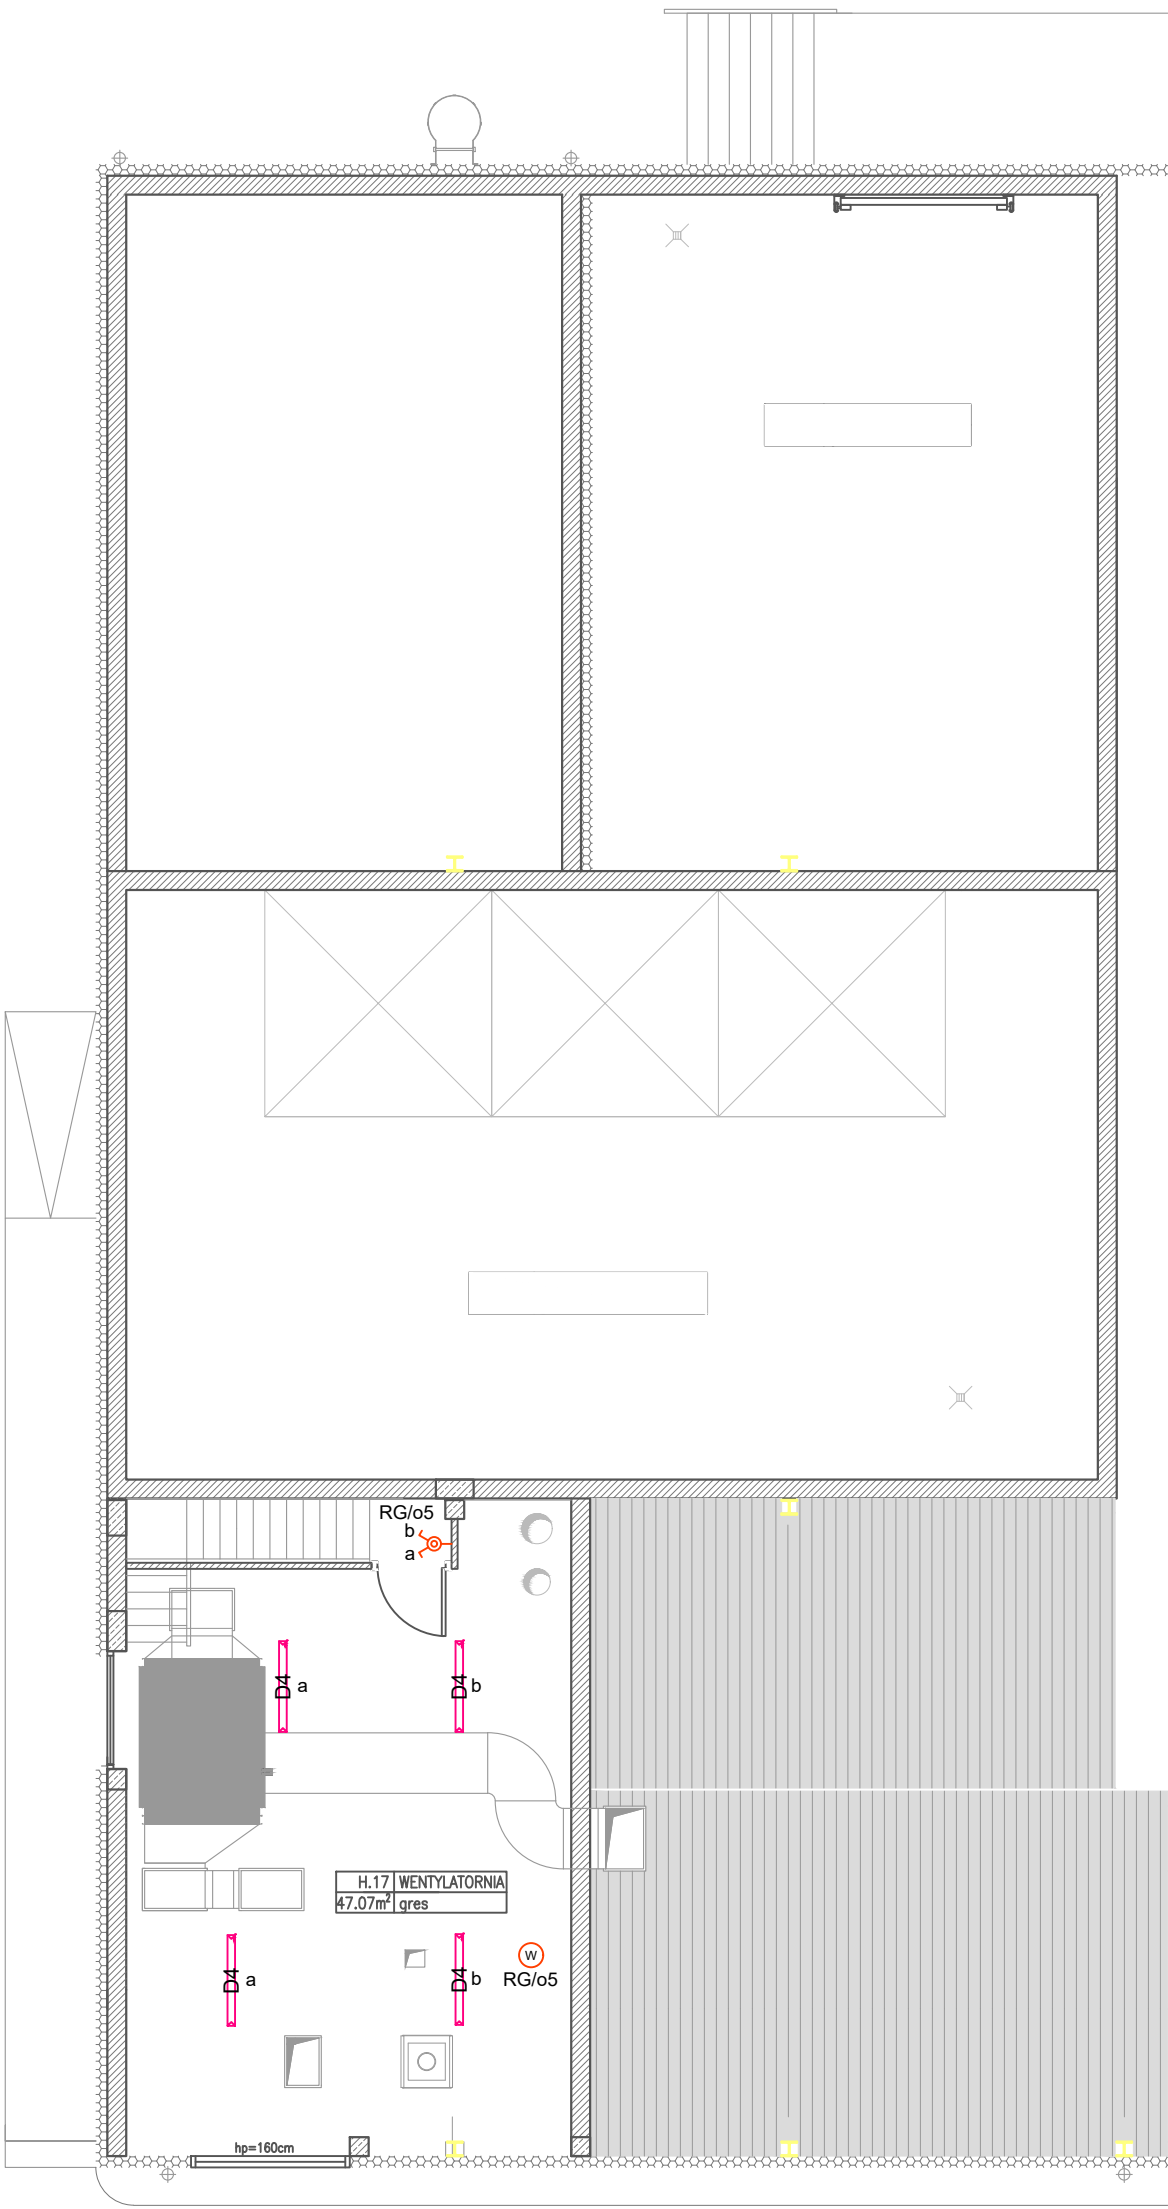 RG/o5
b
a
D4 a
D4 b
H.17 WENTYLATORNIA
47.07m² gres
D4 a
D4 b
W
RG/o5
hp=160cm